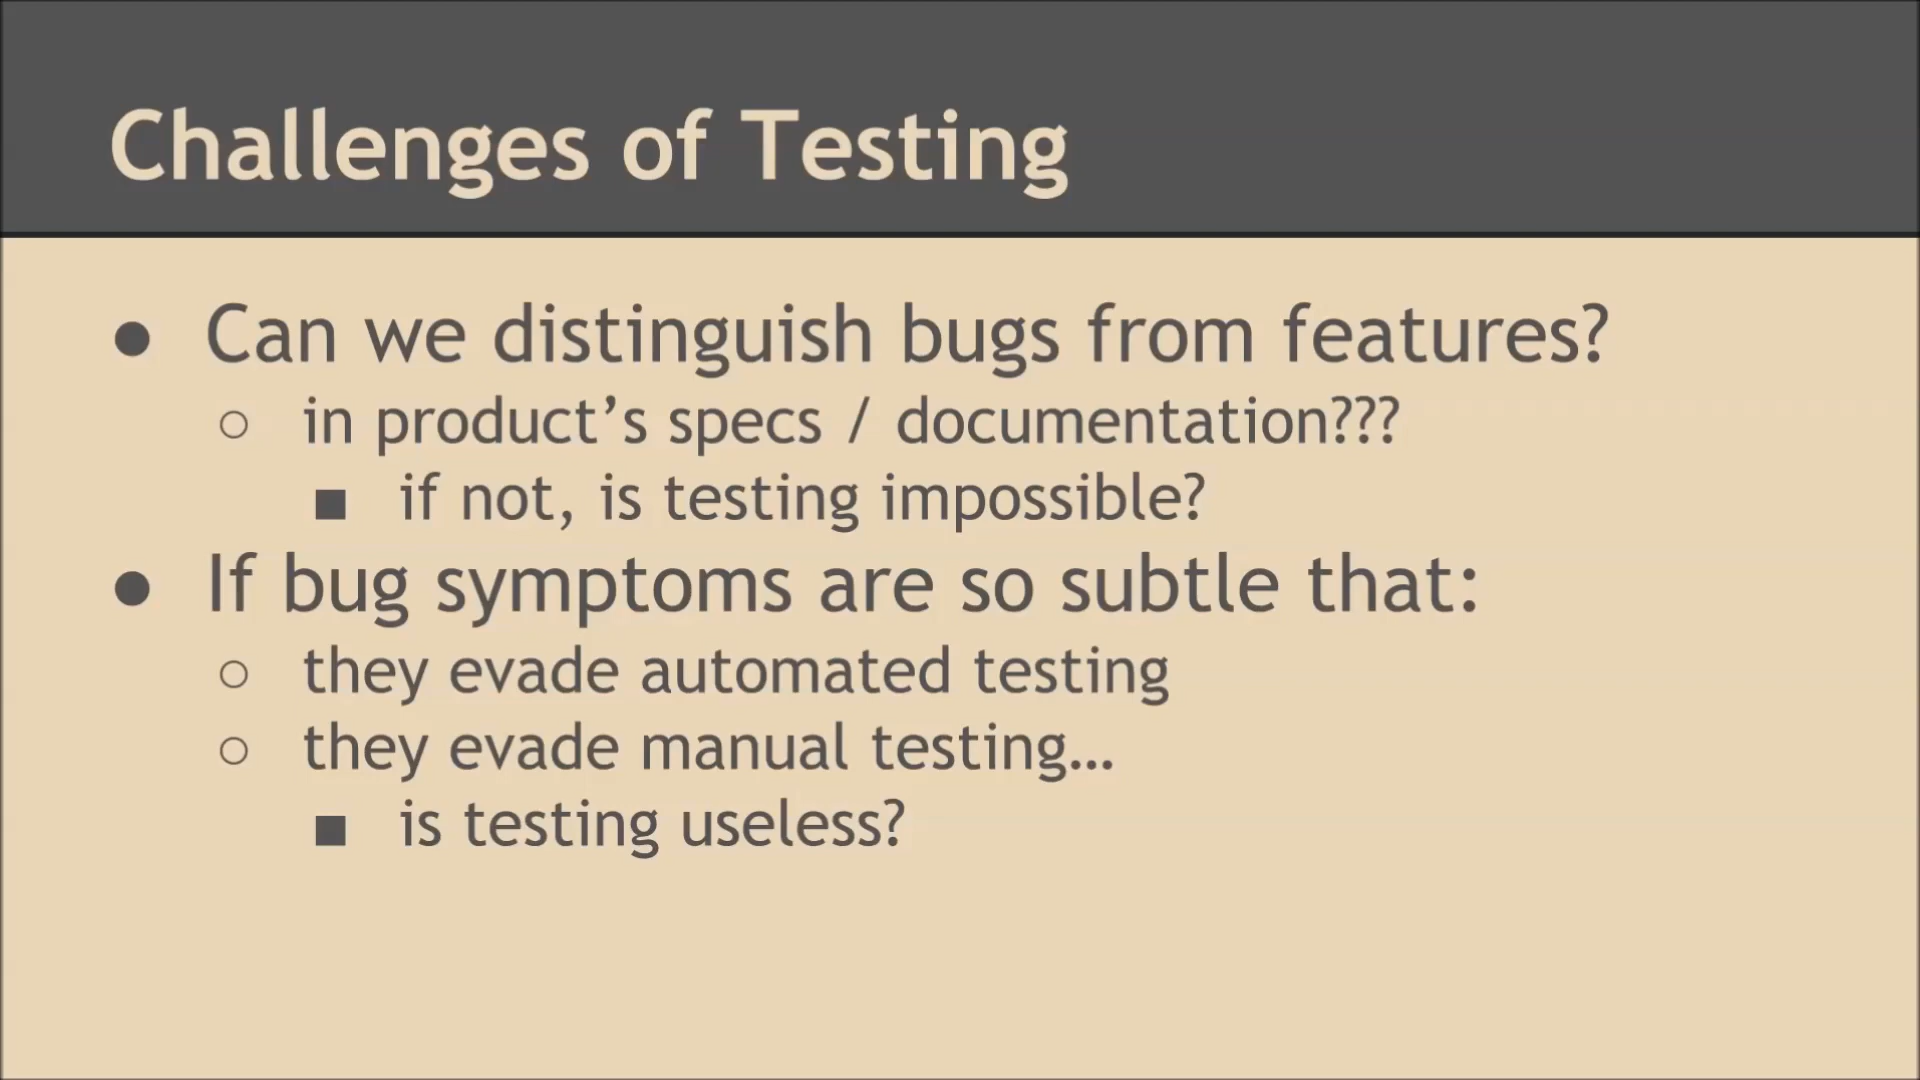 Challenges of Testing
● Can we distinguish bugs from features?
○ in product’s specs / documentation???
■ if not, is testing impossible?
● If bug symptoms are so subtle that:
○ they evade automated testing
○ they evade manual testing…
■ is testing useless?